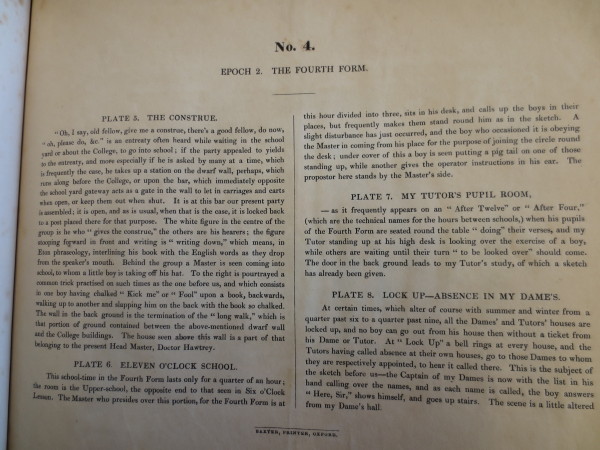 No. 4.
EPOCH 2. THE FOURTH FORM.
PLATE 5. THE CONSTRUE.
"Oh, I say, old fellow, give me a construe, there's a good fellow, do now,
"oh, please do, &c." is an entreaty often heard while waiting in the school
yard or about the College, to go into school; if the party appealed to yields
to the entreaty, and more especially if he is asked by many at a time, which
is frequently the case, he takes up a station on the dwarf wall, perhaps, which
runs along before the College, or upon the bar, which immediately opposite
the school yard gateway acts as a gate in the wall to let in carriages and carts
when open, or keep them out when shut. It is at this bar our present party
is assembled; it is open, and as is usual, when that is the case, it is locked back
to a post placed there for that purpose. The white figure in the centre of the
group is he who "gives the construe," the others are his hearers; the figure
stooping forward in front and writing is "writing down," which means, in
Eton phraseology, interlining his book with the English words as they drop
from the speaker's mouth. Behind the group a Master is seen coming into
school, to whom a little boy is taking off his hat. To the right is pourtrayed a
common trick practised on such times as the one before us, and which consists
in one boy having chalked "Kick me" or "Fool" upon a book, backwards,
walking up to another and slapping him on the back with the book so chalked.
The wall in the back ground is the termination of the "long walk," which is
that portion of ground contained between the above-mentioned dwarf wall
and the College buildings. The house seen above this wall is a part of that
belonging to the present Head Master, Doctor Hawtrey.
PLATE 6. ELEVEN O'CLOCK SCHOOL.
This school-time in the Fourth Form lasts only for a quarter of an hour;
the room is the Upper-school, the opposite end to that seen in Six o'Clock
Lesson. The Master who presides over this portion, for the Fourth Form is at
this hour divided into three, sits in his desk, and calls up the boys in their
places, but frequently makes them stand round him as in the sketch. A
slight disturbance has just occurred, and the boy who occasioned it is obeying
the Master in coming from his place for the purpose of joining the circle round
the desk; under cover of this a boy is seen putting a pig tail on one of those
standing up, while another gives the operator instructions in his ear. The
propostor here stands by the Master's side.
PLATE 7. MY TUTOR'S PUPIL ROOM,
— as it frequently appears on an "After Twelve" or "After Four,"
(which are the technical names for the hours between schools,) when his pupils
of the Fourth Form are seated round the table "doing" their verses, and my
Tutor standing up at his high desk is looking over the exercise of a boy,
while others are waiting until their turn "to be looked over" should come.
The door in the back ground leads to my Tutor's study, of which a sketch
has already been given.
PLATE 8. LOCK UP—ABSENCE IN MY DAME'S.
At certain times, which alter of course with summer and winter from a
quarter past six to a quarter past nine, all the Dames' and Tutors' houses are
locked up, and no boy can go out from his house then without a ticket from
his Dame or Tutor. At "Lock Up" a bell rings at every house, and the
Tutors having called absence at their own houses, go to those Dames to whom
they are respectively appointed, to hear it called there. This is the subject of
the sketch before us—the Captain of my Dames is now with the list in his
hand calling over the names, and as each name is called, the boy answers
"Here, Sir," shows himself, and goes up stairs. The scene is a little altered
from my Dame's hall.
BAXTER, PRINTER, OXFORD.